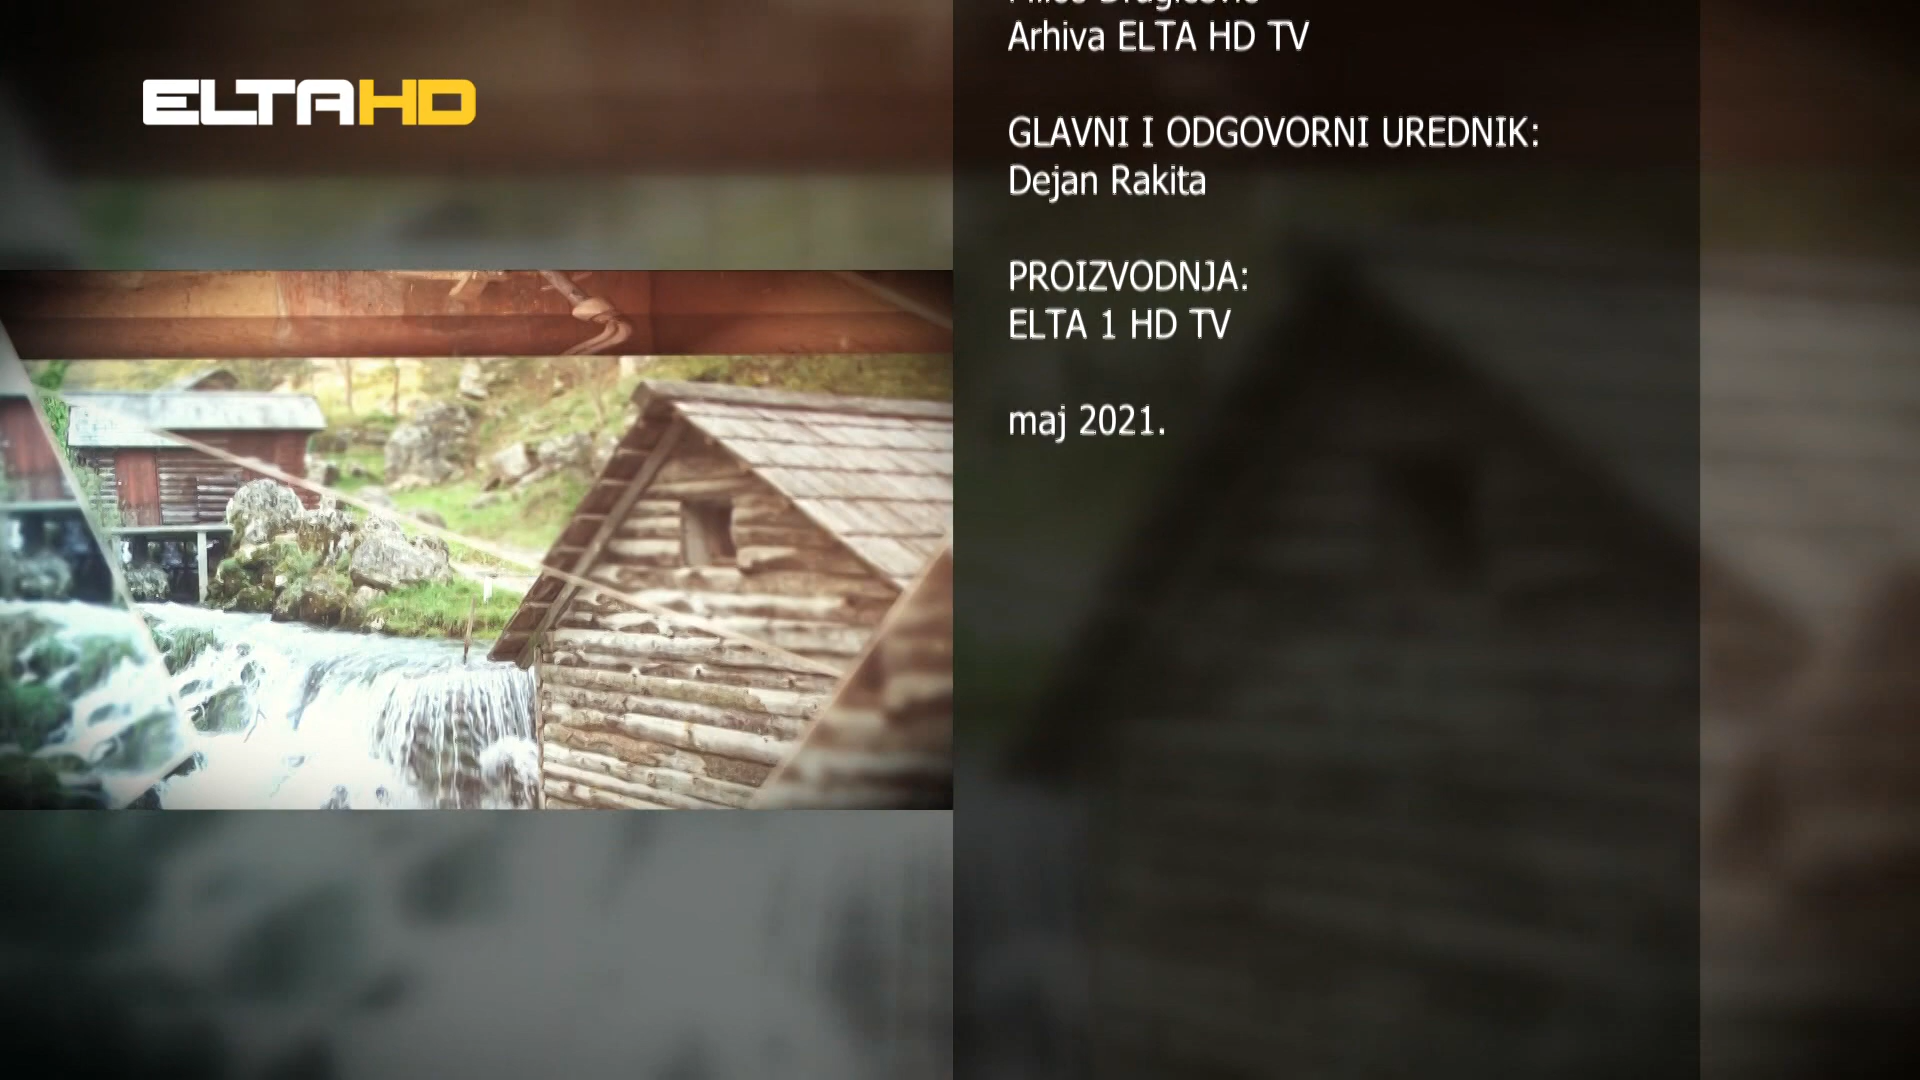 ELTAHD
Arhiva ELTA HD TV
GLAVNI I ODGOVORNI UREDNIK:
Dejan Rakita
PROIZVODNJA:
ELTA 1 HD TV
maj 2021.